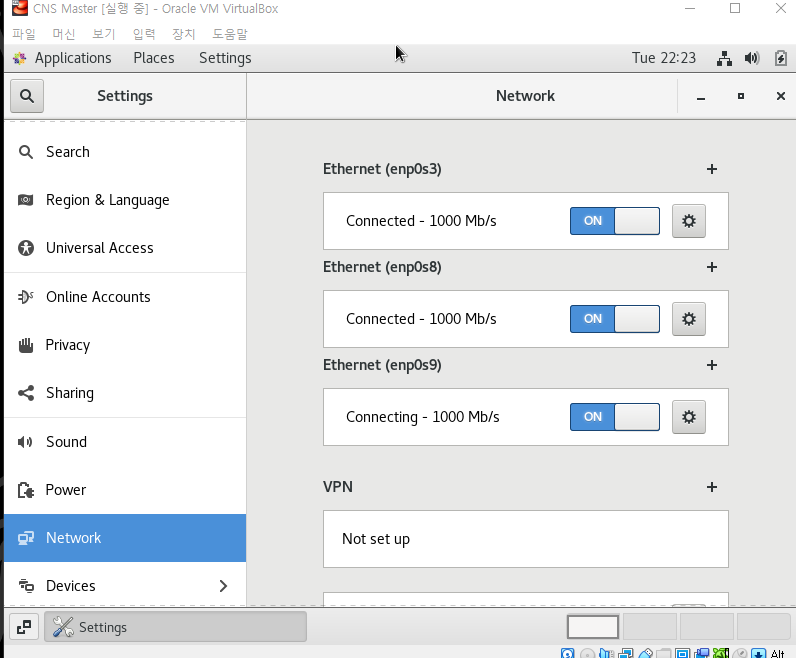 CNS Master [실행 중] - Oracle VM VirtualBox
파일 머신 보기 입력 장치 도움말
Applications Places Settings Tue 22:23
Settings Network
Search
Region & Language
Universal Access
Online Accounts
Privacy
Sharing
Sound
Power
Network
Devices
Ethernet (enp0s3)
Connected - 1000 Mb/s ON
Ethernet (enp0s8)
Connected - 1000 Mb/s ON
Ethernet (enp0s9)
Connecting - 1000 Mb/s ON
VPN
Not set up
Settings
Alt